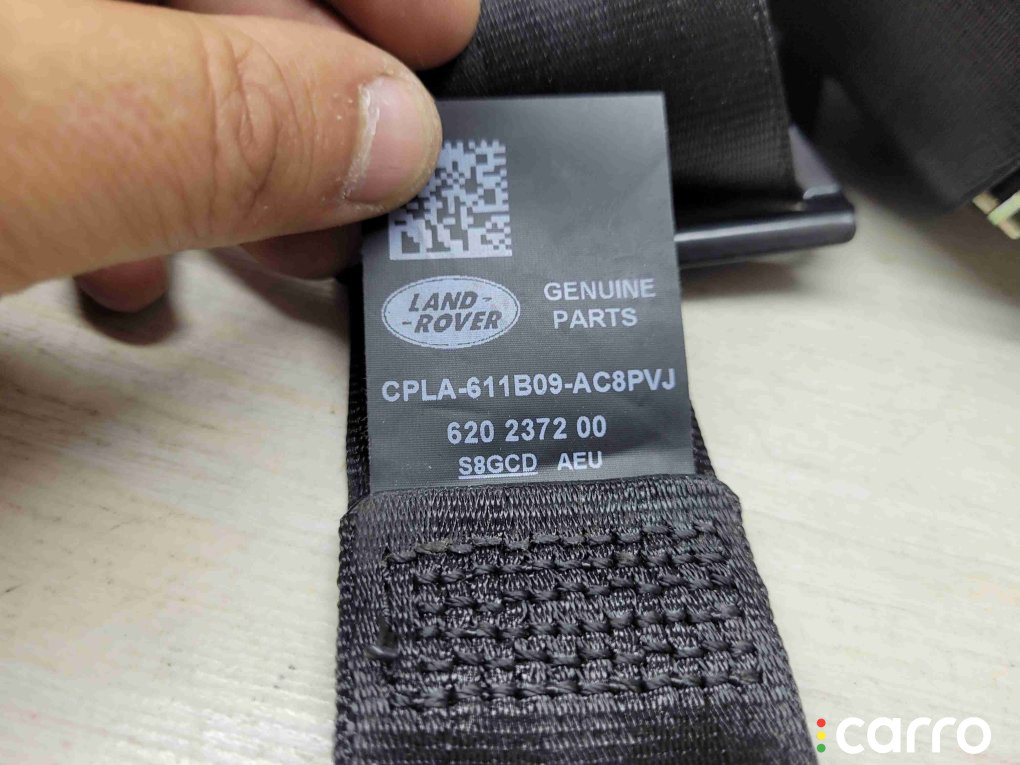 LAND-
-ROVER
GENUINE
PARTS
CPLA-611B09-AC8PVJ
620 2372 00
S8GCD AEU
carro